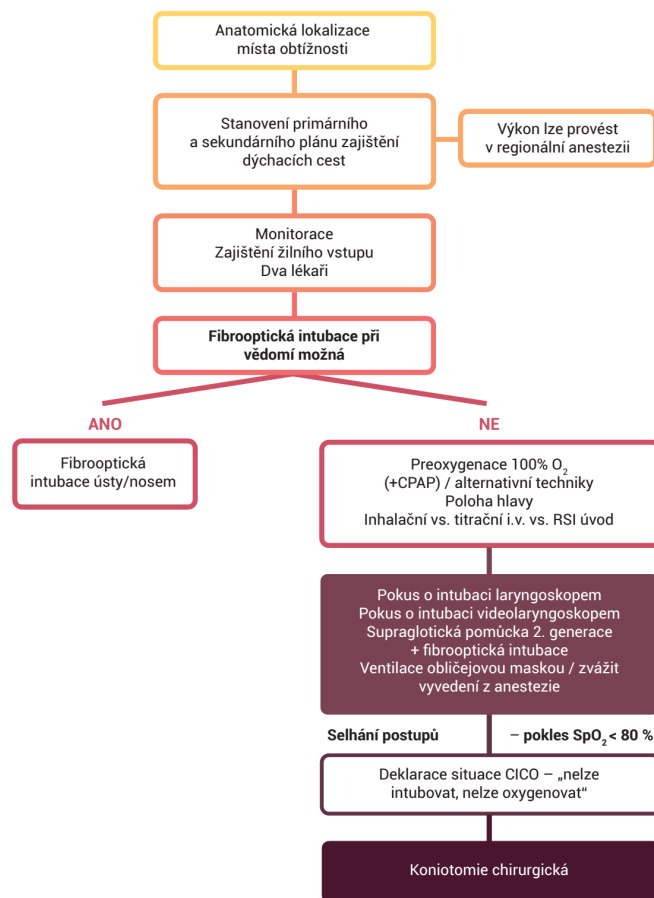 Anatomická lokalizace
místa obtížnosti
Stanovení primárního
a sekundárního plánu zajištění
dýchacích cest
Výkon lze provést
v regionální anestezii
Monitorace
Zajištění žilního vstupu
Dva lékaři
Fibrooptická intubace při
vědomí možná
ANO
NE
Fibrooptická
intubace ústy/nosem
Preoxygenace 100% O₂
(+CPAP) / alternativní techniky
Poloha hlavy
Inhalační vs. titrační i.v. vs. RSI úvod
Pokus o intubaci laryngoskopem
Pokus o intubaci videolaryngoskopem
Supraglotická pomůcka 2. generace
+ fibrooptická intubace
Ventilace obličejovou maskou / zvážit
vyvedení z anestezie
Selhání postupů – pokles SpO₂ < 80 %
Deklarace situace CICO – „nelze
intubovat, nelze oxygenovat“
Koniotomie chirurgická